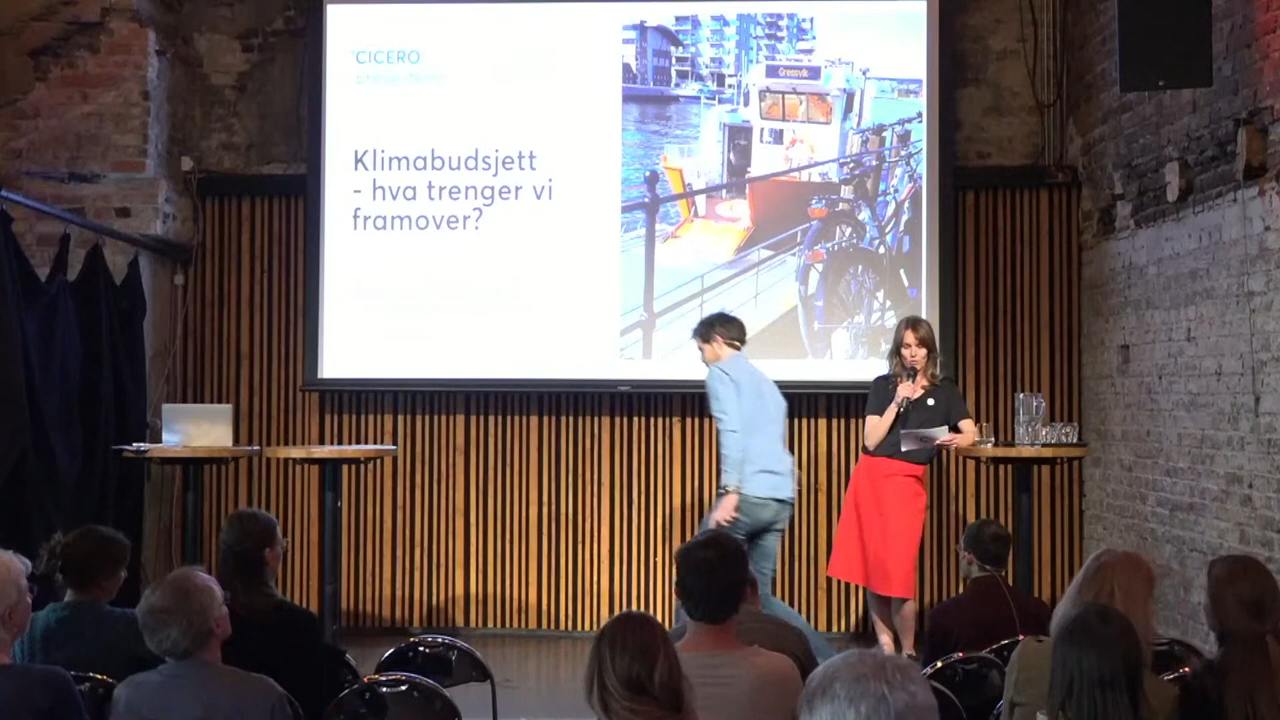 CICERO
Klimabudsjett
- hva trenger vi
framover?
Gressvik